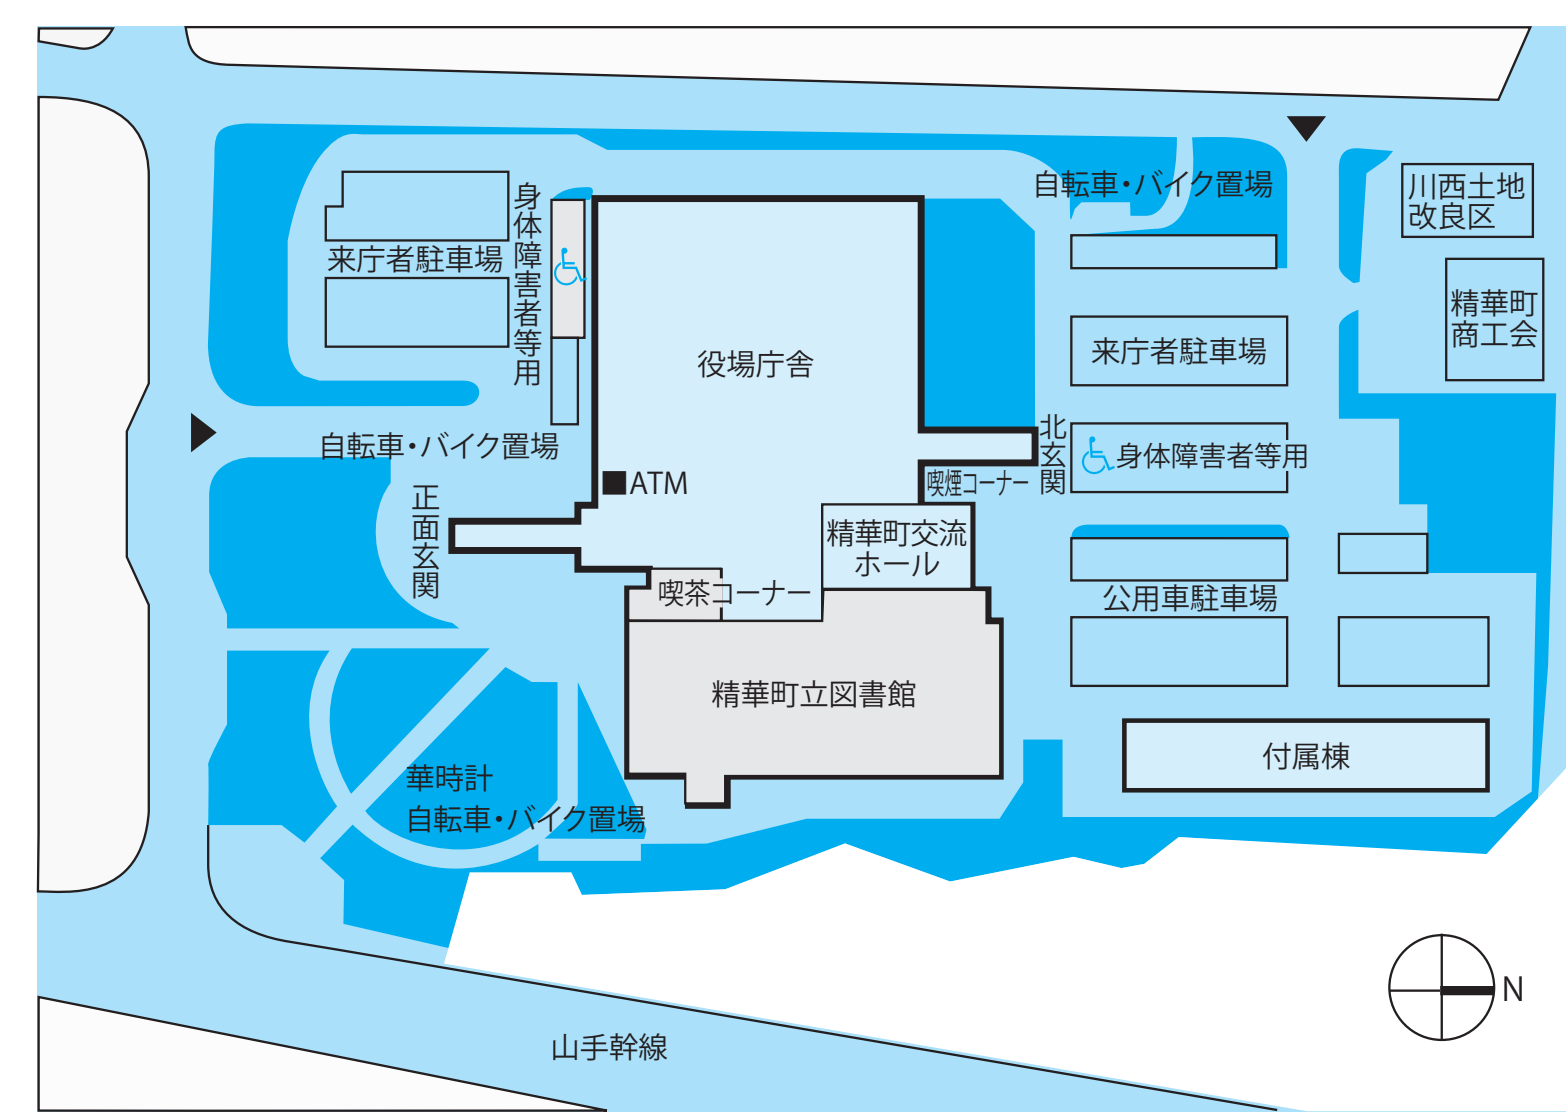 自転車・バイク置場
川西土地
改良区
身体障害者等用
来庁者駐車場
精華町
商工会
役場庁舎
来庁者駐車場
自転車・バイク置場
北玄関
身体障害者等用
ATM
喫煙コーナー
正面玄関
精華町交流
ホール
喫茶コーナー
公用車駐車場
精華町立図書館
付属棟
華時計
自転車・バイク置場
N
山手幹線